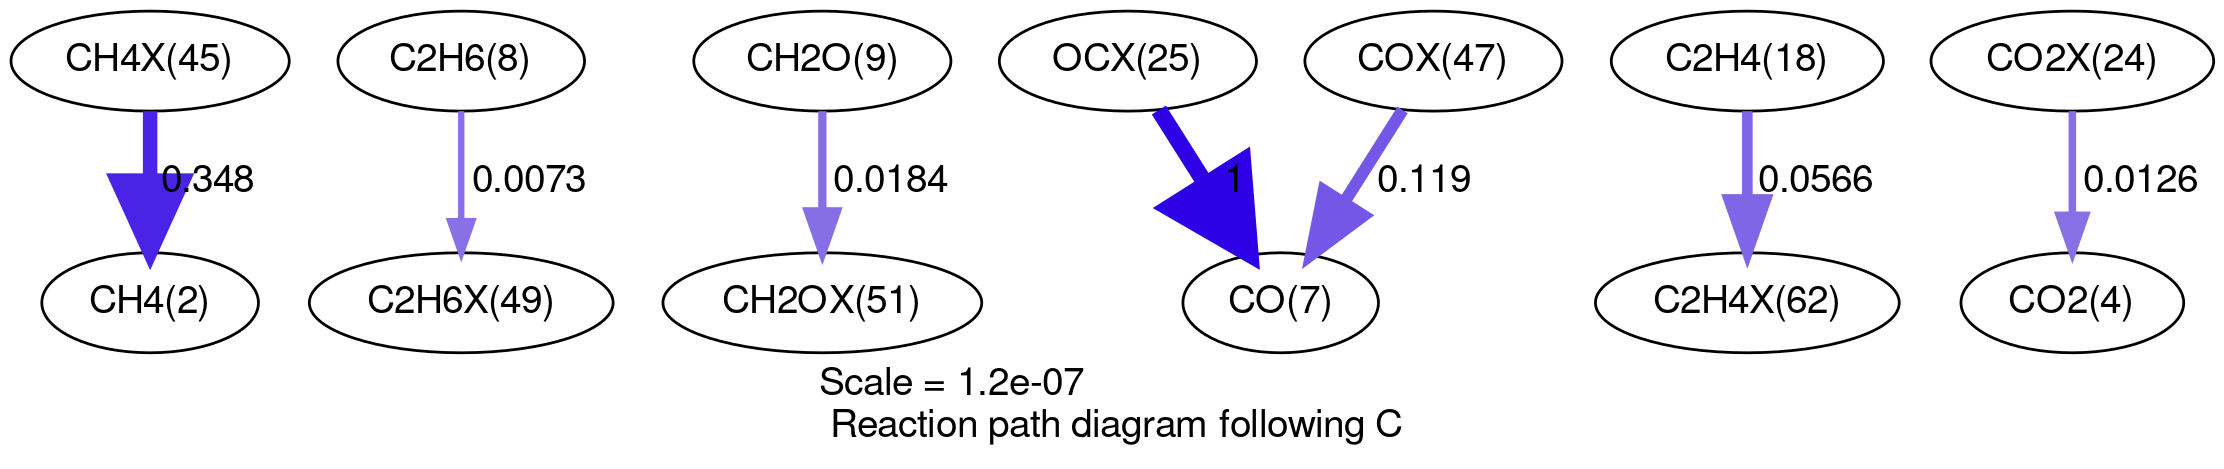 CH4X(45)
C2H6(8)
CH2O(9)
OCX(25)
COX(47)
C2H4(18)
CO2X(24)
0.348
0.0073
0.0184
1
0.119
0.0566
0.0126
CH4(2)
C2H6X(49)
CH2OX(51)
CO(7)
C2H4X(62)
CO2(4)
Scale = 1.2e-07
Reaction path diagram following C